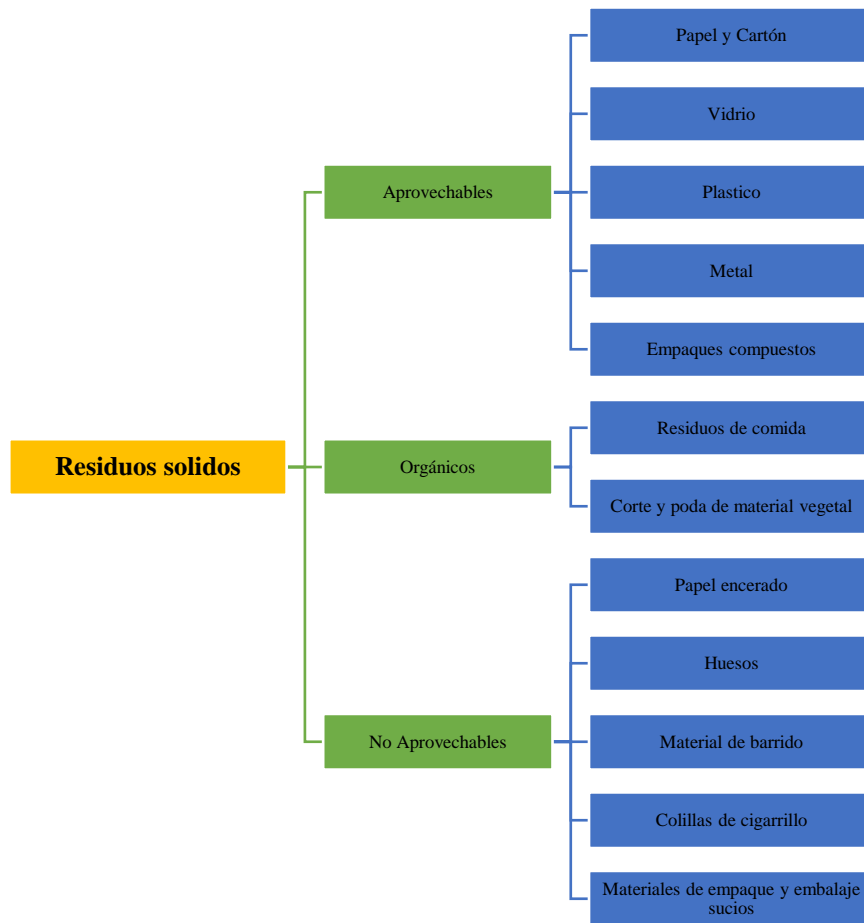 Papel y Cartón
Vidrio
Aprovechables
Plastico
Metal
Empaques compuestos
Residuos solidos
Orgánicos
Residuos de comida
Corte y poda de material vegetal
Papel encerado
Huesos
No Aprovechables
Material de barrido
Colillas de cigarrillo
Materiales de empaque y embalaje
sucios